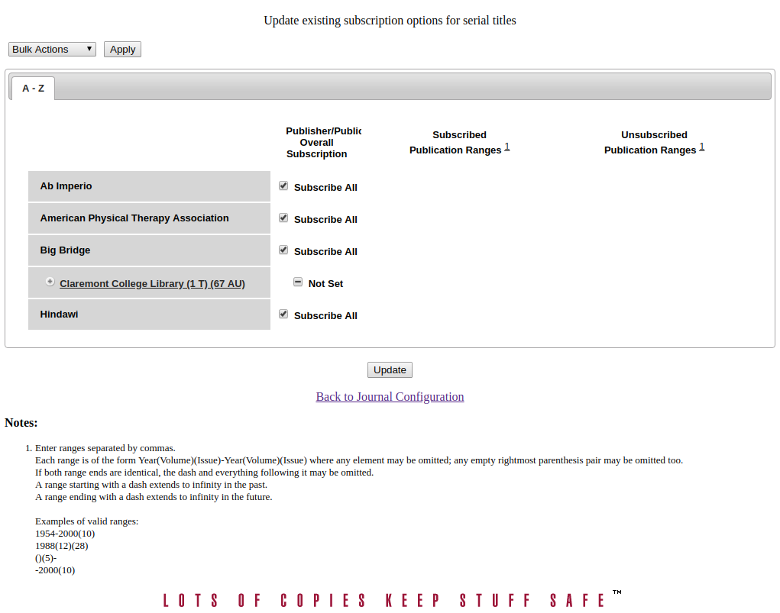 Update existing subscription options for serial titles
Bulk Actions
Apply
A - Z
Publisher/Public
Overall
Subscription
Subscribed
Publication Ranges 1
Unsubscribed
Publication Ranges 1
Ab Imperio
Subscribe All
American Physical Therapy Association
Subscribe All
Big Bridge
Subscribe All
Claremont College Library (1 T) (67 AU)
Not Set
Hindawi
Subscribe All
Update
Back to Journal Configuration
Notes:
1. Enter ranges separated by commas.
Each range is of the form Year(Volume)(Issue)-Year(Volume)(Issue) where any element may be omitted; any empty rightmost parenthesis pair may be omitted too.
If both range ends are identical, the dash and everything following it may be omitted.
A range starting with a dash extends to infinity in the past.
A range ending with a dash extends to infinity in the future.
Examples of valid ranges:
1954-2000(10)
1988(12)(28)
()(5)-
-2000(10)
LOTS OF COPIES KEEP STUFF SAFE ™